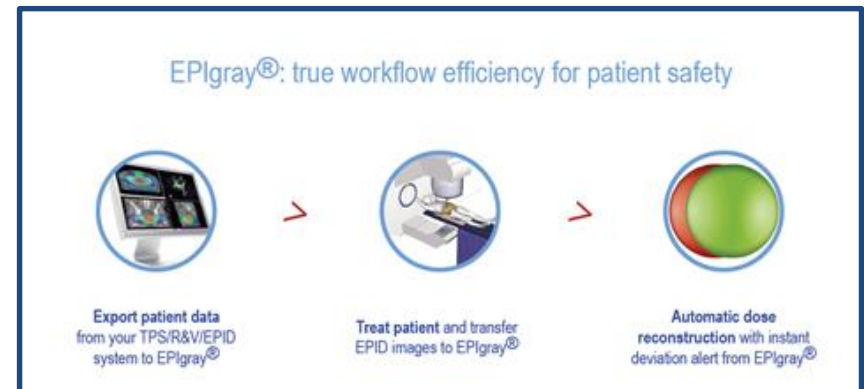 EPIgray®: true workflow efficiency for patient safety
>
>
Export patient data
from your TPS/R&V/EPID
system to EPIgray®
Treat patient and transfer
EPID images to EPIgray®
Automatic dose
reconstruction with instant
deviation alert from EPIgray®